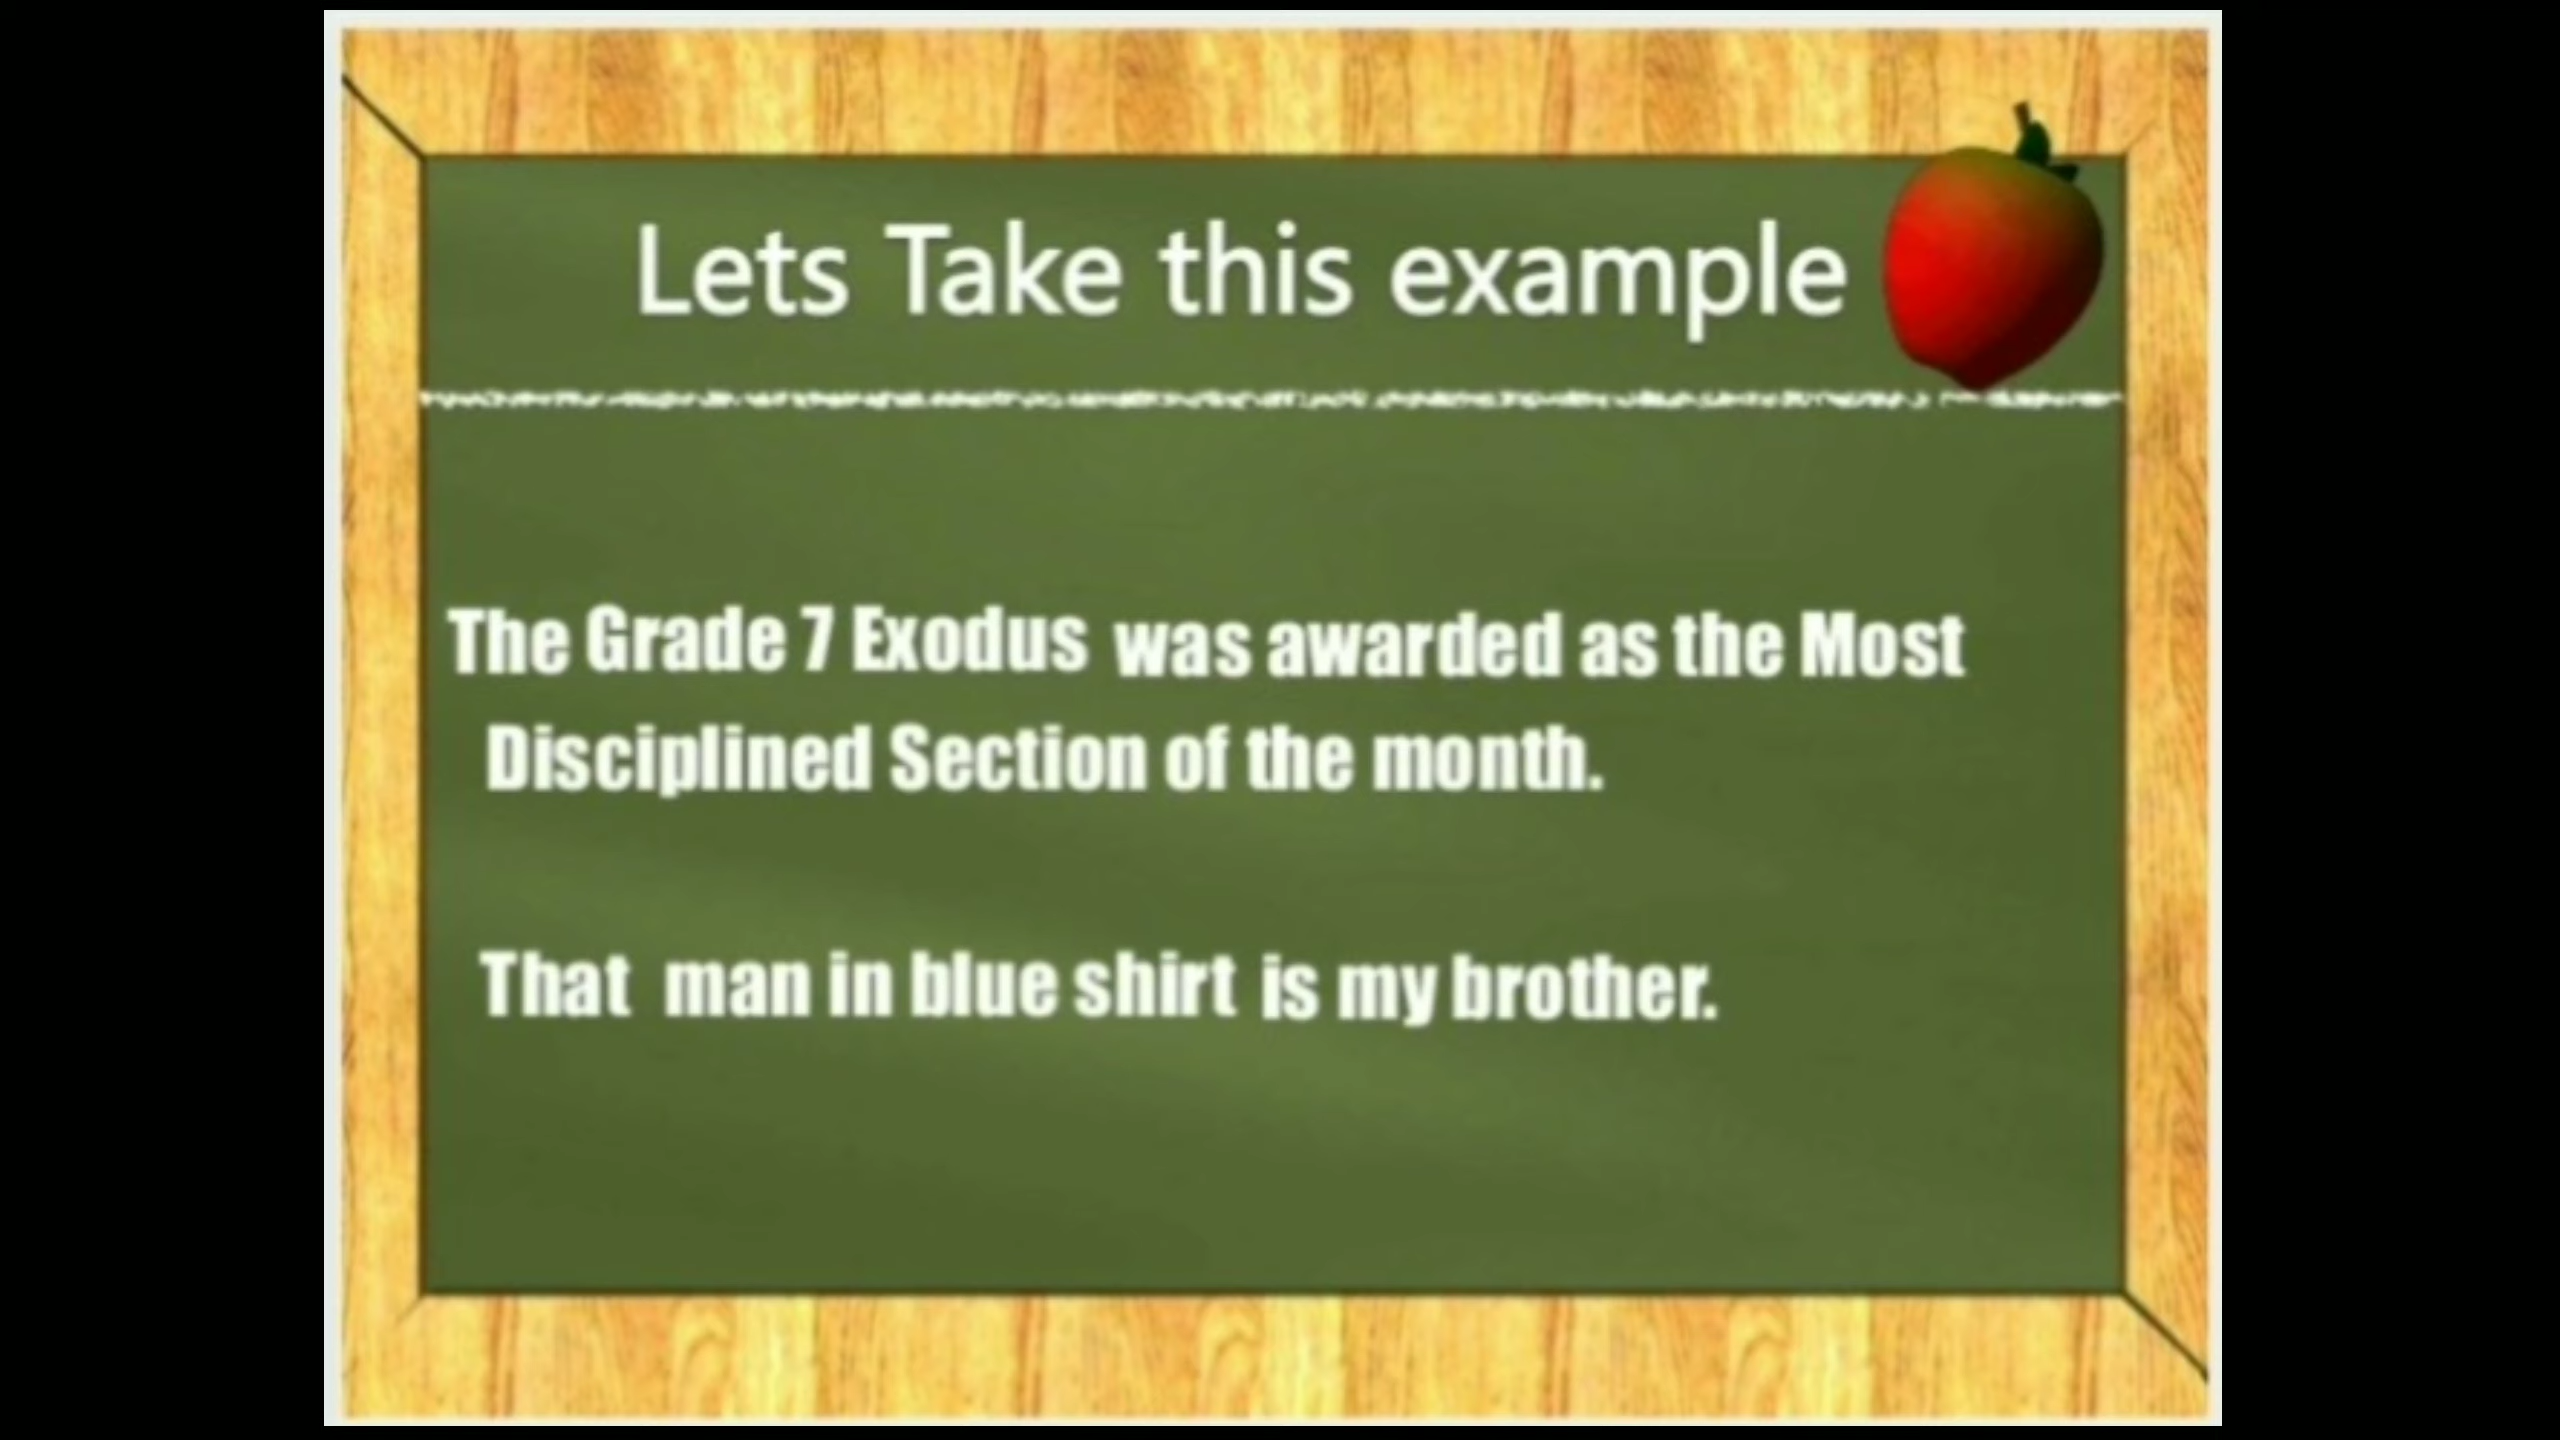 Lets Take this example
The Grade 7 Exodus was awarded as the Most
Disciplined Section of the month.
That man in blue shirt is my brother.